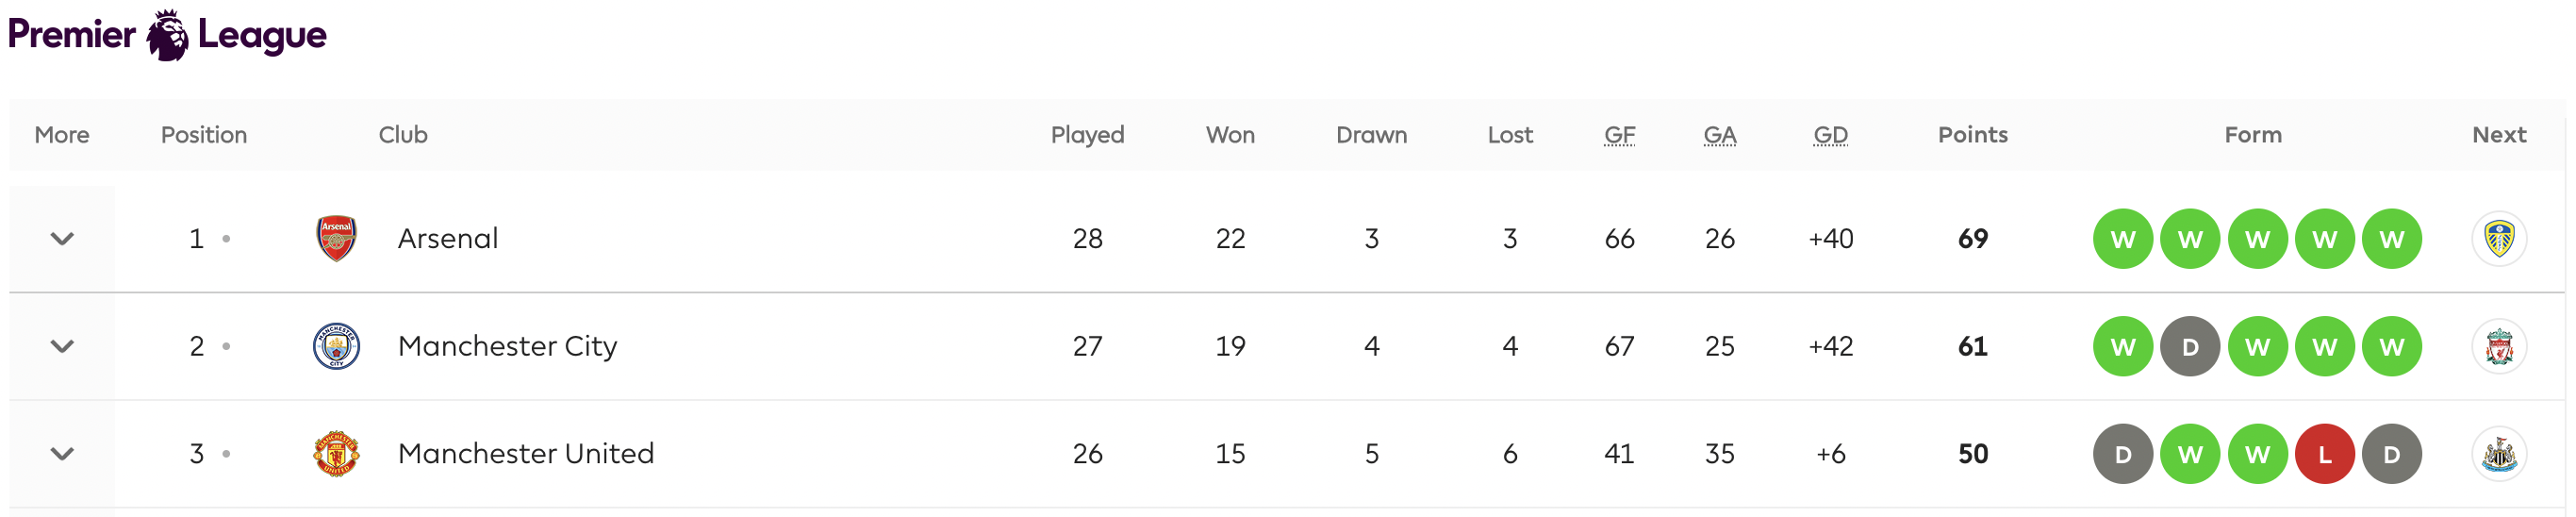 Premier League
More Position Club Played Won Drawn Lost GF GA GD Points Form Next
1 Arsenal 28 22 3 3 66 26 +40 69 W W W W W
2 Manchester City 27 19 4 4 67 25 +42 61 W D W W W
3 Manchester United 26 15 5 6 41 35 +6 50 D W W L D